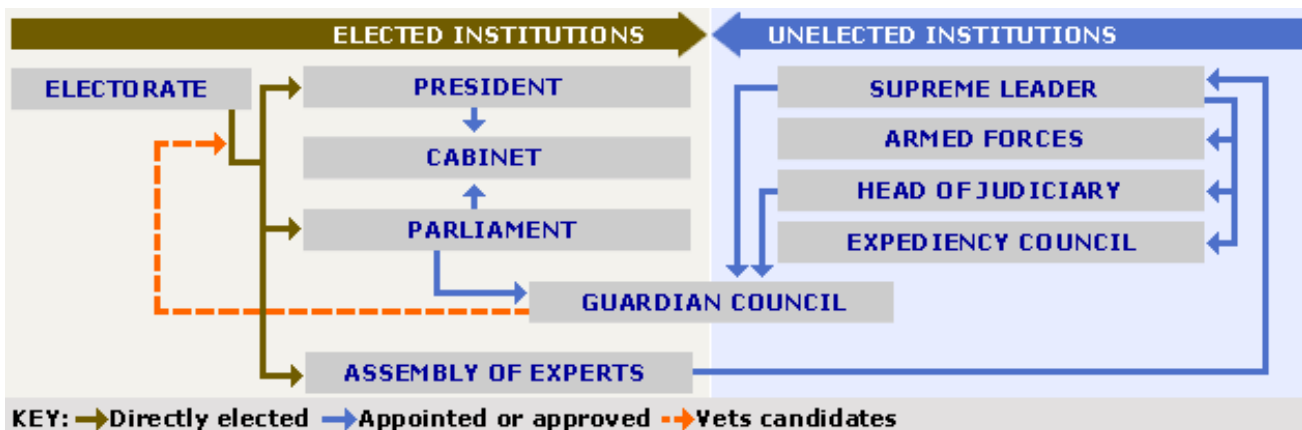 ELECTED INSTITUTIONS
UNELECTED INSTITUTIONS
ELECTORATE
PRESIDENT
SUPREME LEADER
CABINET
ARMED FORCES
PARLIAMENT
HEAD OF JUDICIARY
EXPEDIENCY COUNCIL
GUARDIAN COUNCIL
ASSEMBLY OF EXPERTS
KEY: Directly elected Appointed or approved Vets candidates